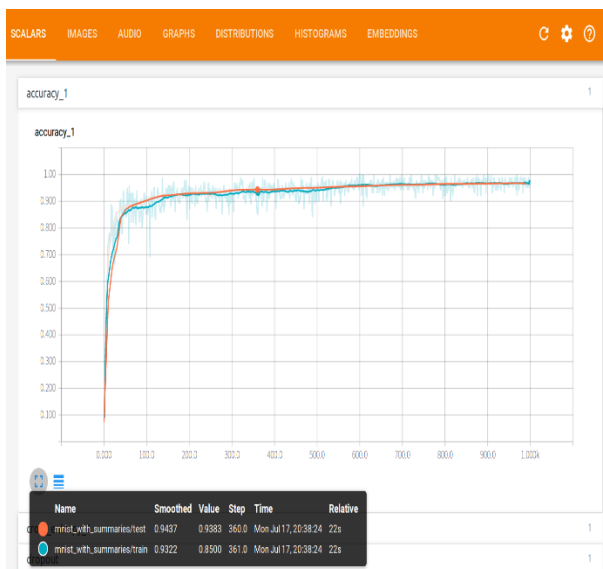 SCALARS IMAGES AUDIO GRAPHS DISTRIBUTIONS HISTOGRAMS EMBEDDINGS
accuracy_1 1
accuracy_1
1.00
0.900
0.800
0.700
0.600
0.500
0.400
0.300
0.200
0.100
0.000 100.0 200.0 300.0 400.0 500.0 600.0 700.0 800.0 900.0 1.000k
Name Smoothed Value Step Time Relative
mnist_with_summaries/test 0.9437 0.9383 360.0 Mon Jul 17, 20:38:24 22s
1
mnist_with_summaries/train 0.9322 0.8500 361.0 Mon Jul 17, 20:38:24 22s
dropout 1